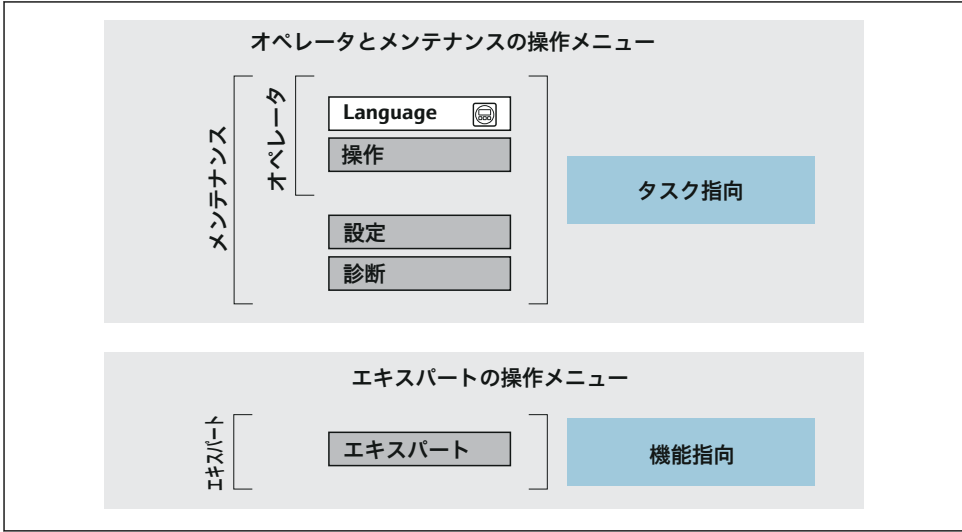 オペレータとメンテナンスの操作メニュー
メンテナンス
オペレータ
Language
操作
設定
診断
タスク指向
エキスパートの操作メニュー
エキスパート
エキスパート
機能指向